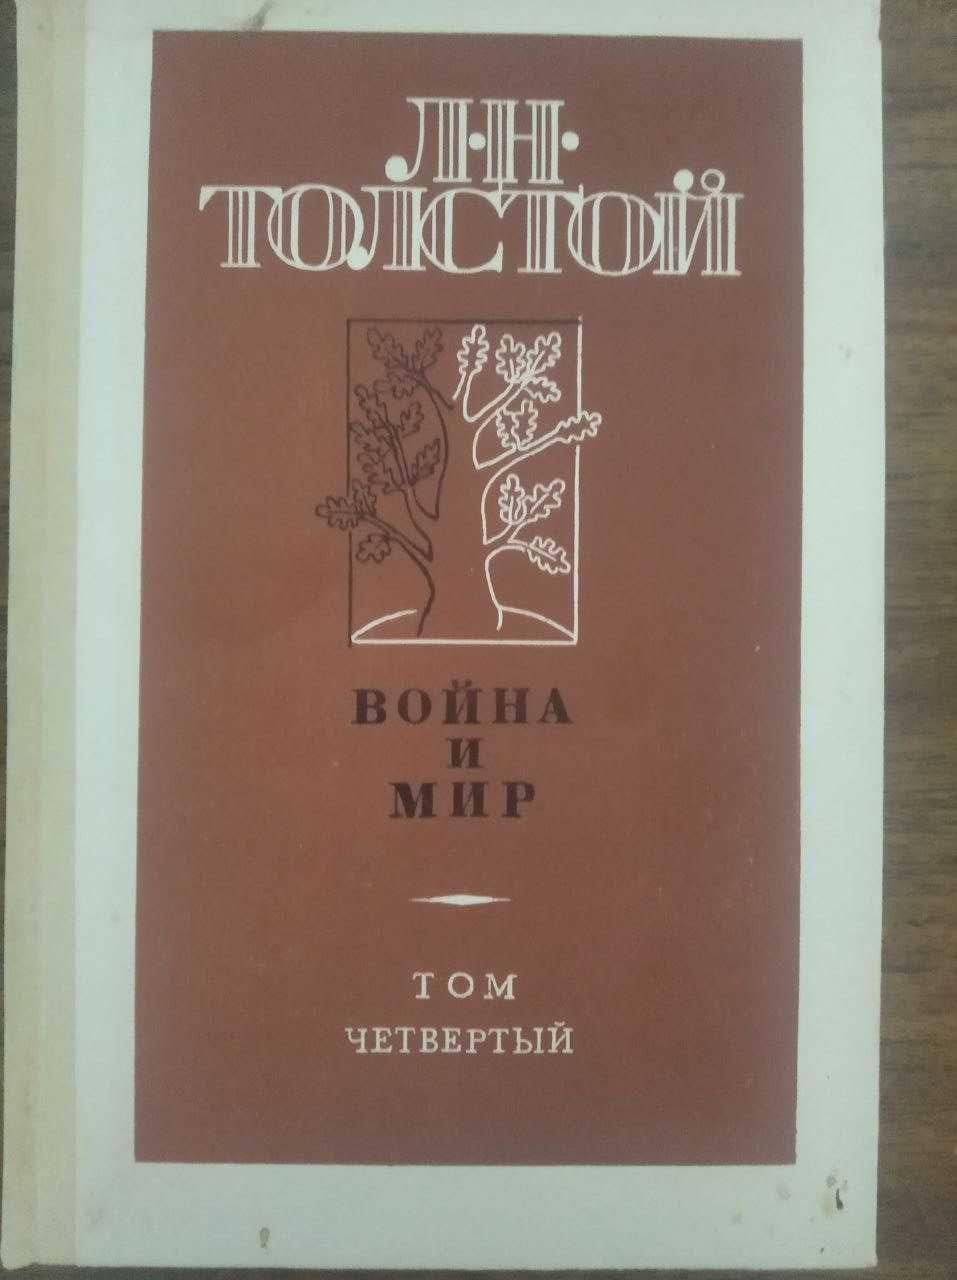 Л·Н·
ТОЛСТОЙ
ВОЙНА
И
МИР
ТОМ
ЧЕТВЕРТЫЙ